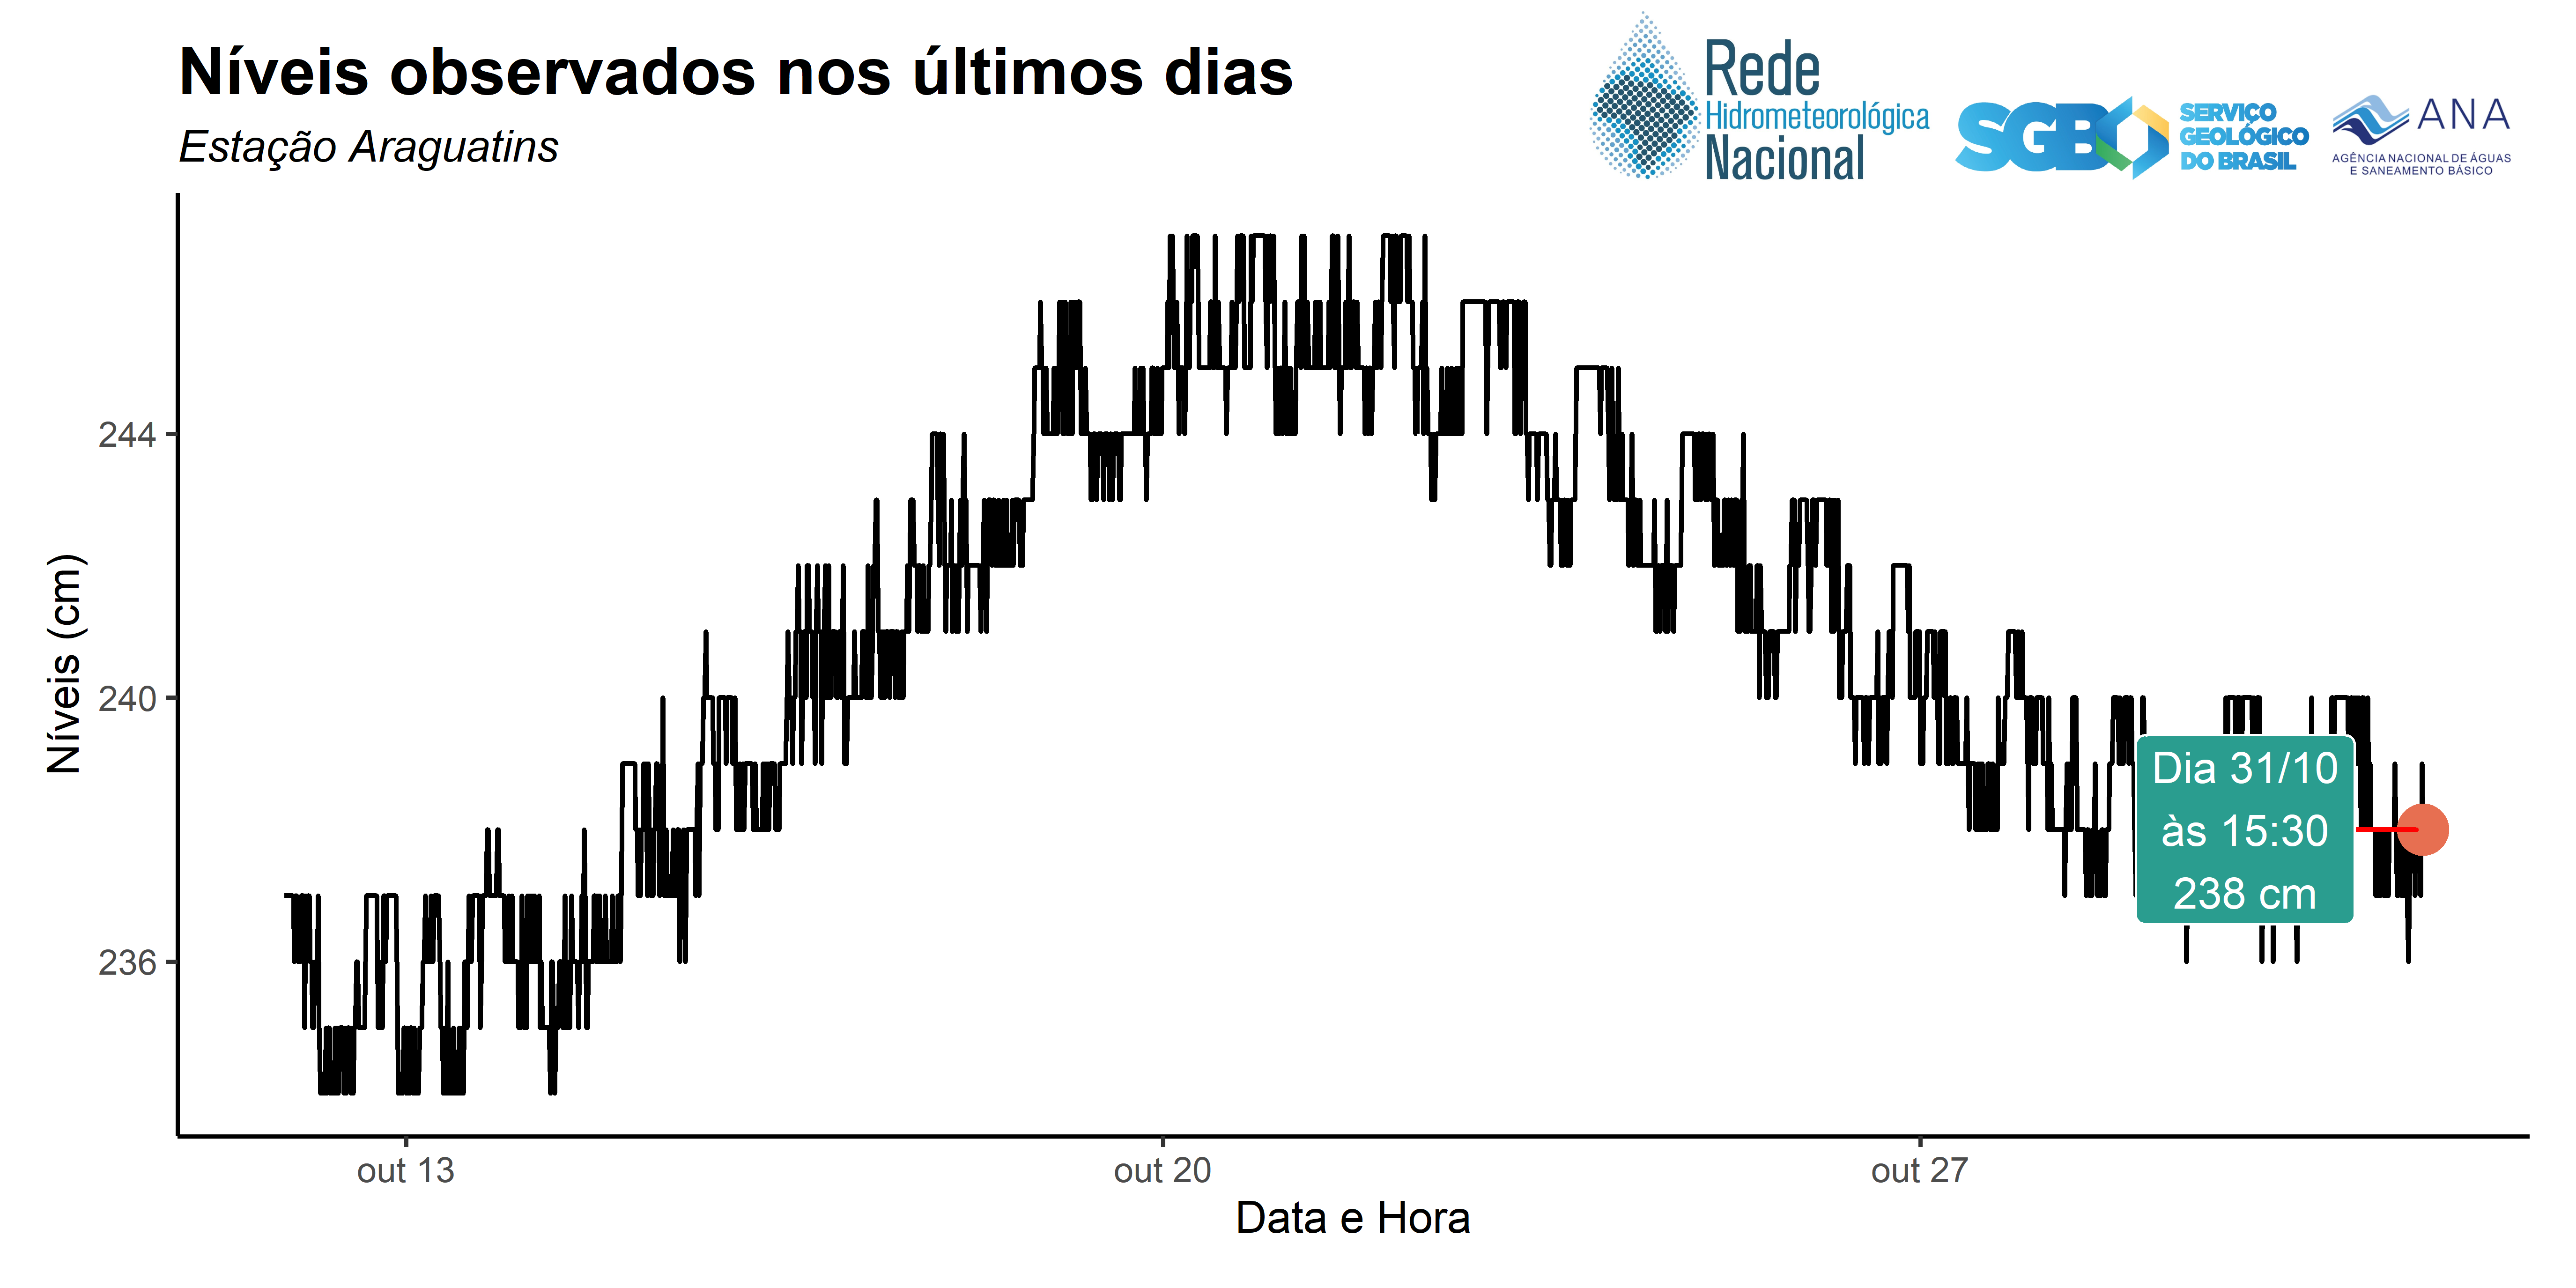 Níveis observados nos últimos dias
Estação Araguatins
Rede
Hidrometeorológica
Nacional
SGB
SERVIÇO
GEOLÓGICO
DO BRASIL
ANA
AGÊNCIA NACIONAL DE ÁGUAS
E SANEAMENTO BÁSICO
Níveis (cm)
244
240
236
Dia 31/10
às 15:30
238 cm
out 13
out 20
out 27
Data e Hora